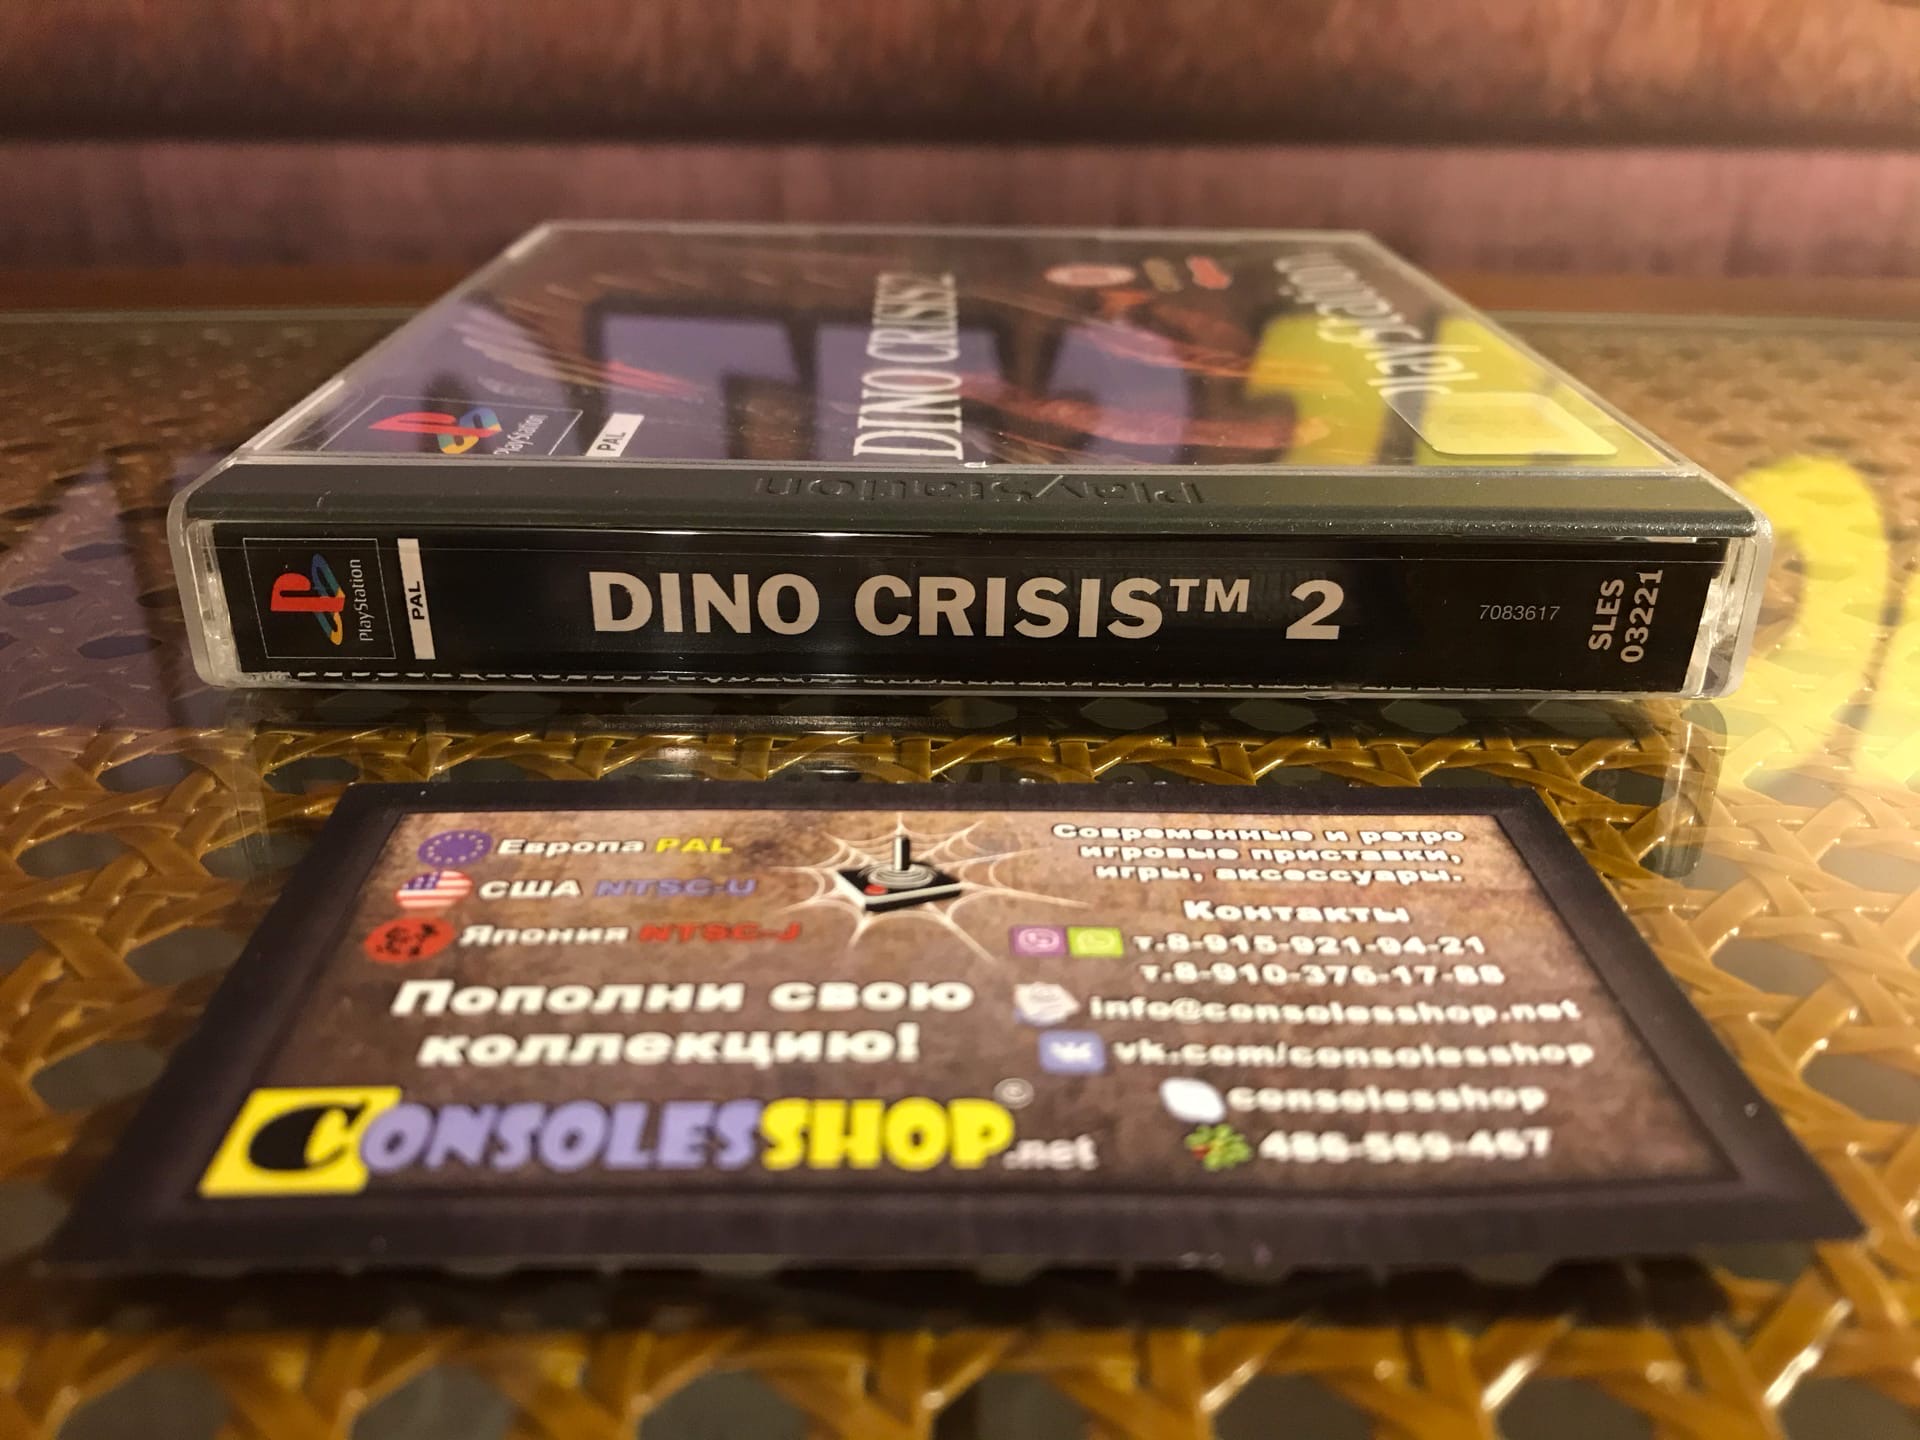 PlayStation
DINO CRISIS 2
PlayStation
PAL
PlayStation
PlayStation
PAL
DINO CRISIS™ 2
7083617
SLES
03221
Европа PAL
США NTSC-U
Япония NTSC-J
Пополни свою
коллекцию!
CONSOLESSHOP.net
Современные и ретро
игровые приставки,
игры, аксессуары.
Контакты
т.8-915-921-94-21
т.8-910-376-17-88
info@consolesshop.net
vk.com/consolesshop
consolesshop
486-569-467